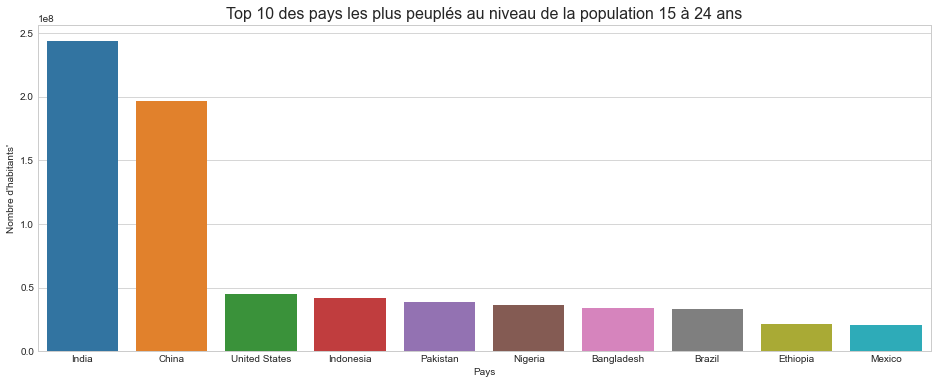 Top 10 des pays les plus peuplés au niveau de la population 15 à 24 ans
1e8
2.5
2.0
1.5
1.0
0.5
0.0
Nombre d'habitants'
India China United States Indonesia Pakistan Nigeria Bangladesh Brazil Ethiopia Mexico
Pays